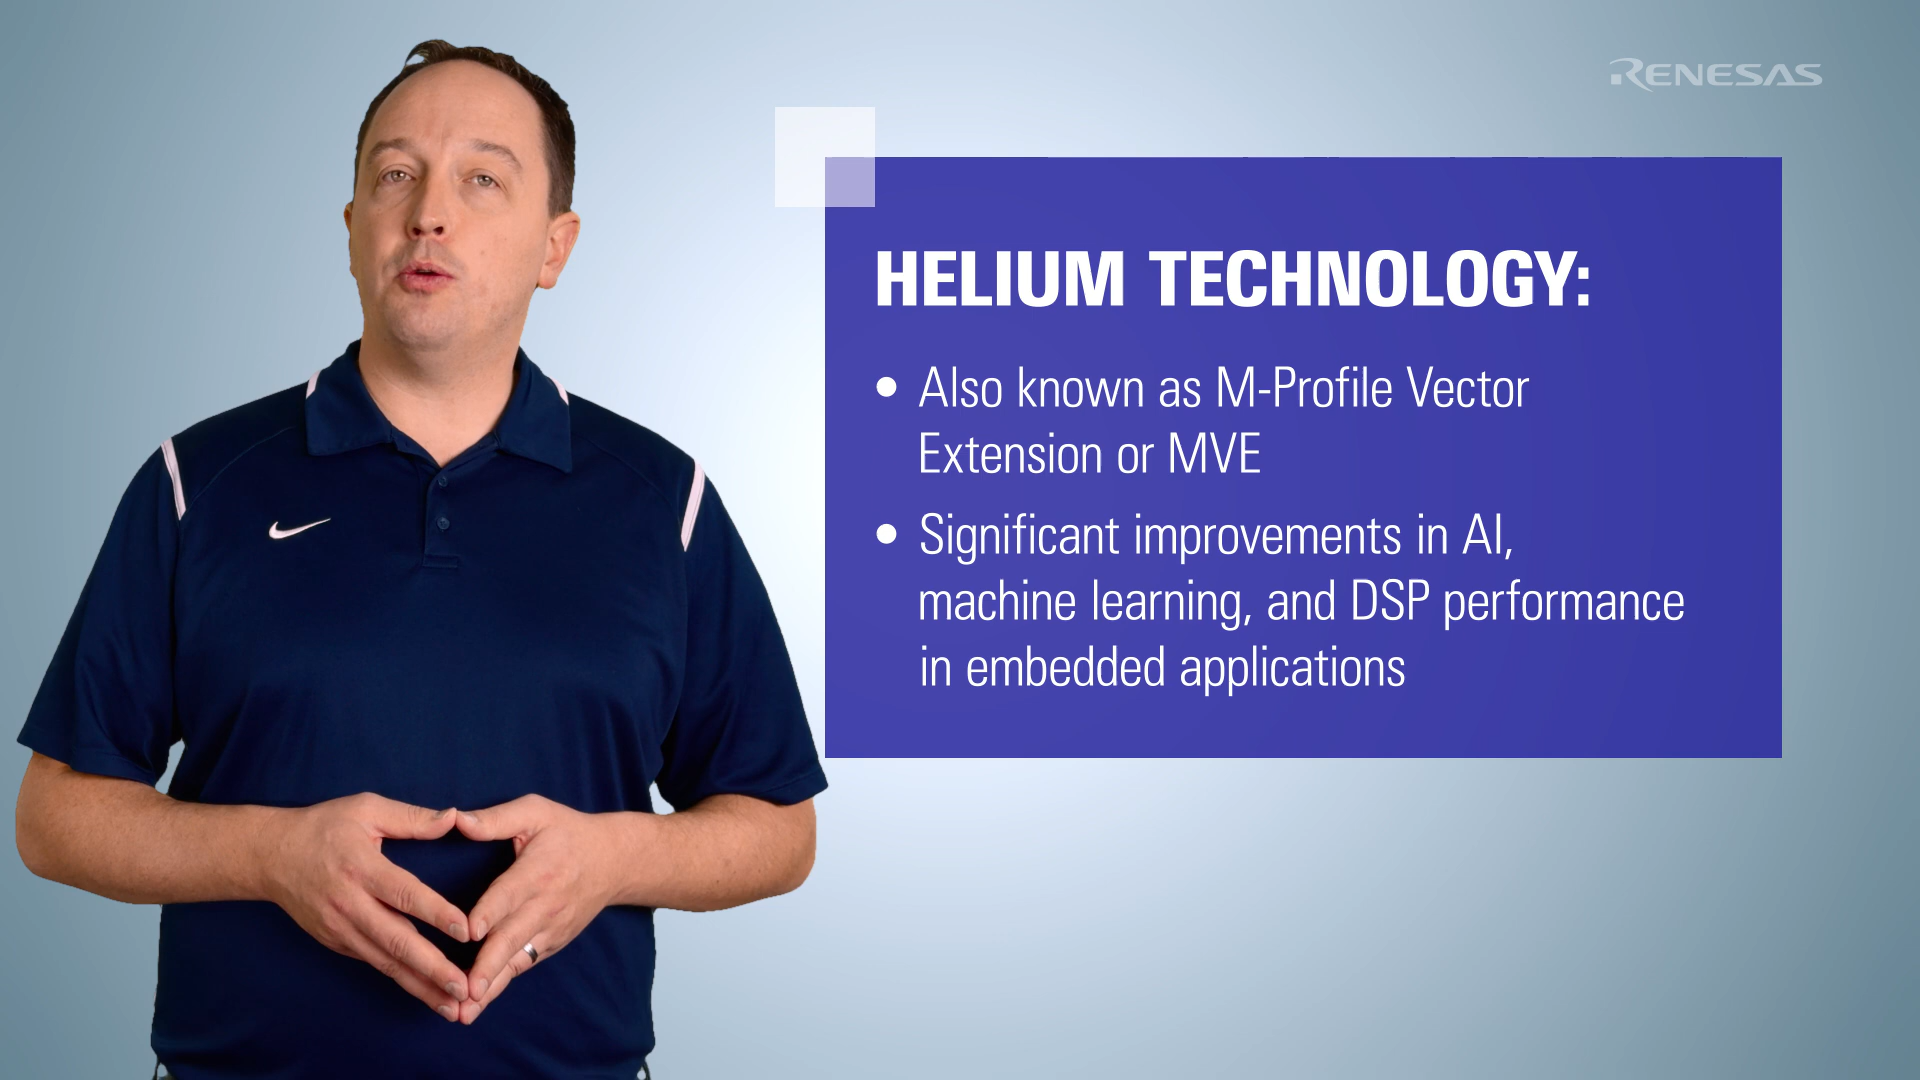 RENESAS
HELIUM TECHNOLOGY:
• Also known as M-Profile Vector
Extension or MVE
• Significant improvements in AI,
machine learning, and DSP performance
in embedded applications